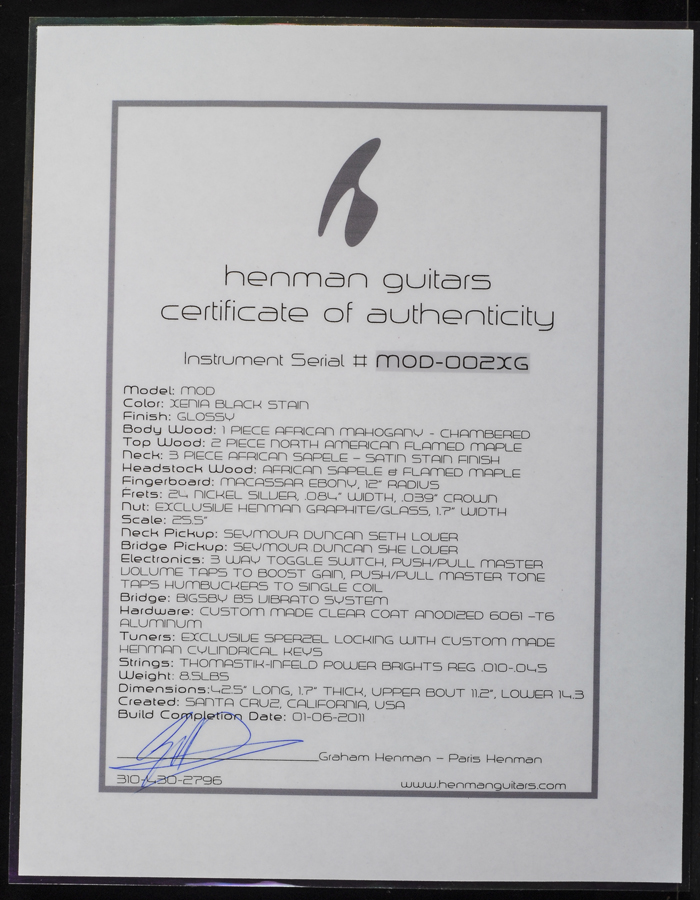 henman guitars
certificate of authenticity
Instrument Serial # MOD-002XG
Model: MOD
Color: XENIA BLACK STAIN
Finish: GLOSSY
Body Wood: 1 PIECE AFRICAN MAHOGANY - CHAMBERED
Top Wood: 2 PIECE NORTH AMERICAN FLAMED MAPLE
Neck: 3 PIECE AFRICAN SAPELE - SATIN STAIN FINISH
Headstock Wood: AFRICAN SAPELE & FLAMED MAPLE
Fingerboard: MACASSAR EBONY, 12" RADIUS
Frets: 24 NICKEL SILVER, .084" WIDTH, .039" CROWN
Nut: EXCLUSIVE HENMAN GRAPHITE/GLASS, 1.7" WIDTH
Scale: 25.5"
Neck Pickup: SEYMOUR DUNCAN SETH LOVER
Bridge Pickup: SEYMOUR DUNCAN SHE LOVER
Electronics: 3 WAY TOGGLE SWITCH, PUSH/PULL MASTER
VOLUME TAPS TO BOOST GAIN, PUSH/PULL MASTER TONE
TAPS HUMBUCKERS TO SINGLE COIL
Bridge: BIGSBY B5 VIBRATO SYSTEM
Hardware: CUSTOM MADE CLEAR COAT ANODIZED 6061 -T6
ALUMINUM
Tuners: EXCLUSIVE SPERZEL LOCKING WITH CUSTOM MADE
HENMAN CYLINDRICAL KEYS
Strings: THOMASTIK-INFELD POWER BRIGHTS REG .010-.045
Weight: 8.5LBS
Dimensions:42.5" LONG, 1.7" THICK, UPPER BOUT 11.2", LOWER 14.3
Created: SANTA CRUZ, CALIFORNIA, USA
Build Completion Date: 01-06-2011
Graham Henman - Paris Henman
310-430-2796 www.henmanguitars.com